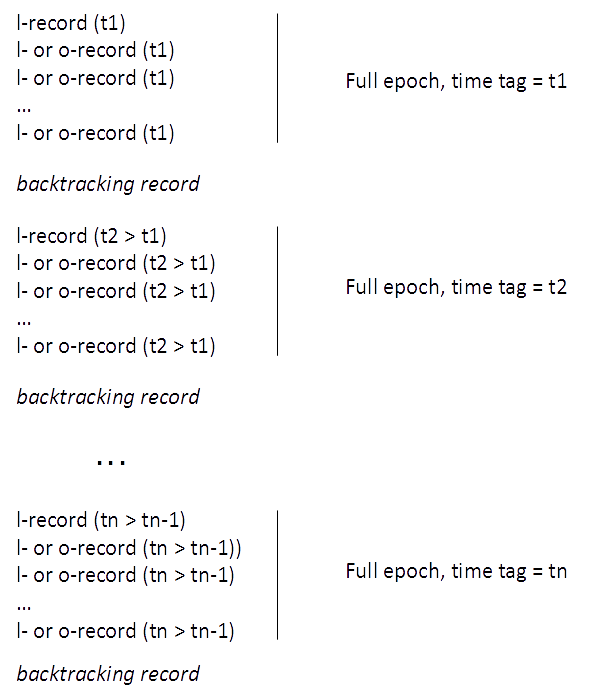 l-record (t1)
l- or o-record (t1)
l- or o-record (t1)
Full epoch, time tag = t1
...
l- or o-record (t1)
backtracking record
l-record (t2 > t1)
l- or o-record (t2 > t1)
l- or o-record (t2 > t1)
Full epoch, time tag = t2
...
l- or o-record (t2 > t1)
backtracking record
...
l-record (tn > tn-1)
l- or o-record (tn > tn-1))
l- or o-record (tn > tn-1)
Full epoch, time tag = tn
...
l- or o-record (tn > tn-1)
backtracking record